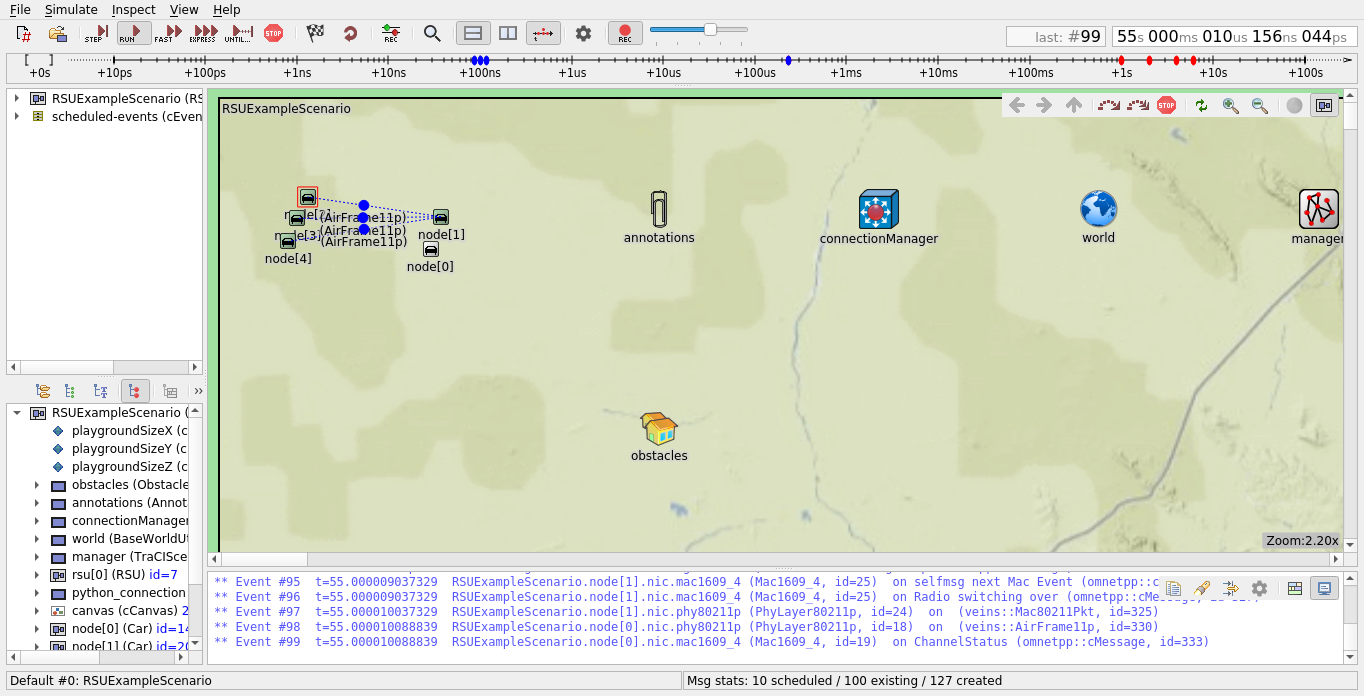 File Simulate Inspect View Help
STEP RUN FAST EXPRESS UNTIL... STOP REC REC
last: #99 55s 000ms 010us 156ns 044ps
+0s +10ps +100ps +1ns +10ns +100ns +1us +10us +100us +1ms +10ms +100ms +1s +10s +100s
RSUExampleScenario (RS
scheduled-events (cEven
RSUExampleScenario (
playgroundSizeX (c
playgroundSizeY (c
playgroundSizeZ (c
obstacles (Obstacle
annotations (Annot
connectionManager
world (BaseWorldUt
manager (TraCISce
rsu[0] (RSU) id=7
python_connection
canvas (cCanvas) 2
node[0] (Car) id=14
node[1] (Car) id=20
RSUExampleScenario
STOP
(AirFrame11p)
(AirFrame11p)
(AirFrame11p)
node[1]
node[4]
node[0]
annotations
connectionManager
world
manager
obstacles
Zoom:2.20x
** Event #95 t=55.000009037329 RSUExampleScenario.node[1].nic.mac1609_4 (Mac1609_4, id=25) on selfmsg next Mac Event (omnetpp::c
** Event #96 t=55.000009037329 RSUExampleScenario.node[1].nic.mac1609_4 (Mac1609_4, id=25) on Radio switching over (omnetpp::cMessage,
** Event #97 t=55.000010037329 RSUExampleScenario.node[1].nic.phy80211p (PhyLayer80211p, id=24) on (veins::Mac80211Pkt, id=325)
** Event #98 t=55.000010088839 RSUExampleScenario.node[0].nic.phy80211p (PhyLayer80211p, id=18) on (veins::AirFrame11p, id=330)
** Event #99 t=55.000010088839 RSUExampleScenario.node[0].nic.mac1609_4 (Mac1609_4, id=19) on ChannelStatus (omnetpp::cMessage, id=333)
Default #0: RSUExampleScenario
Msg stats: 10 scheduled / 100 existing / 127 created